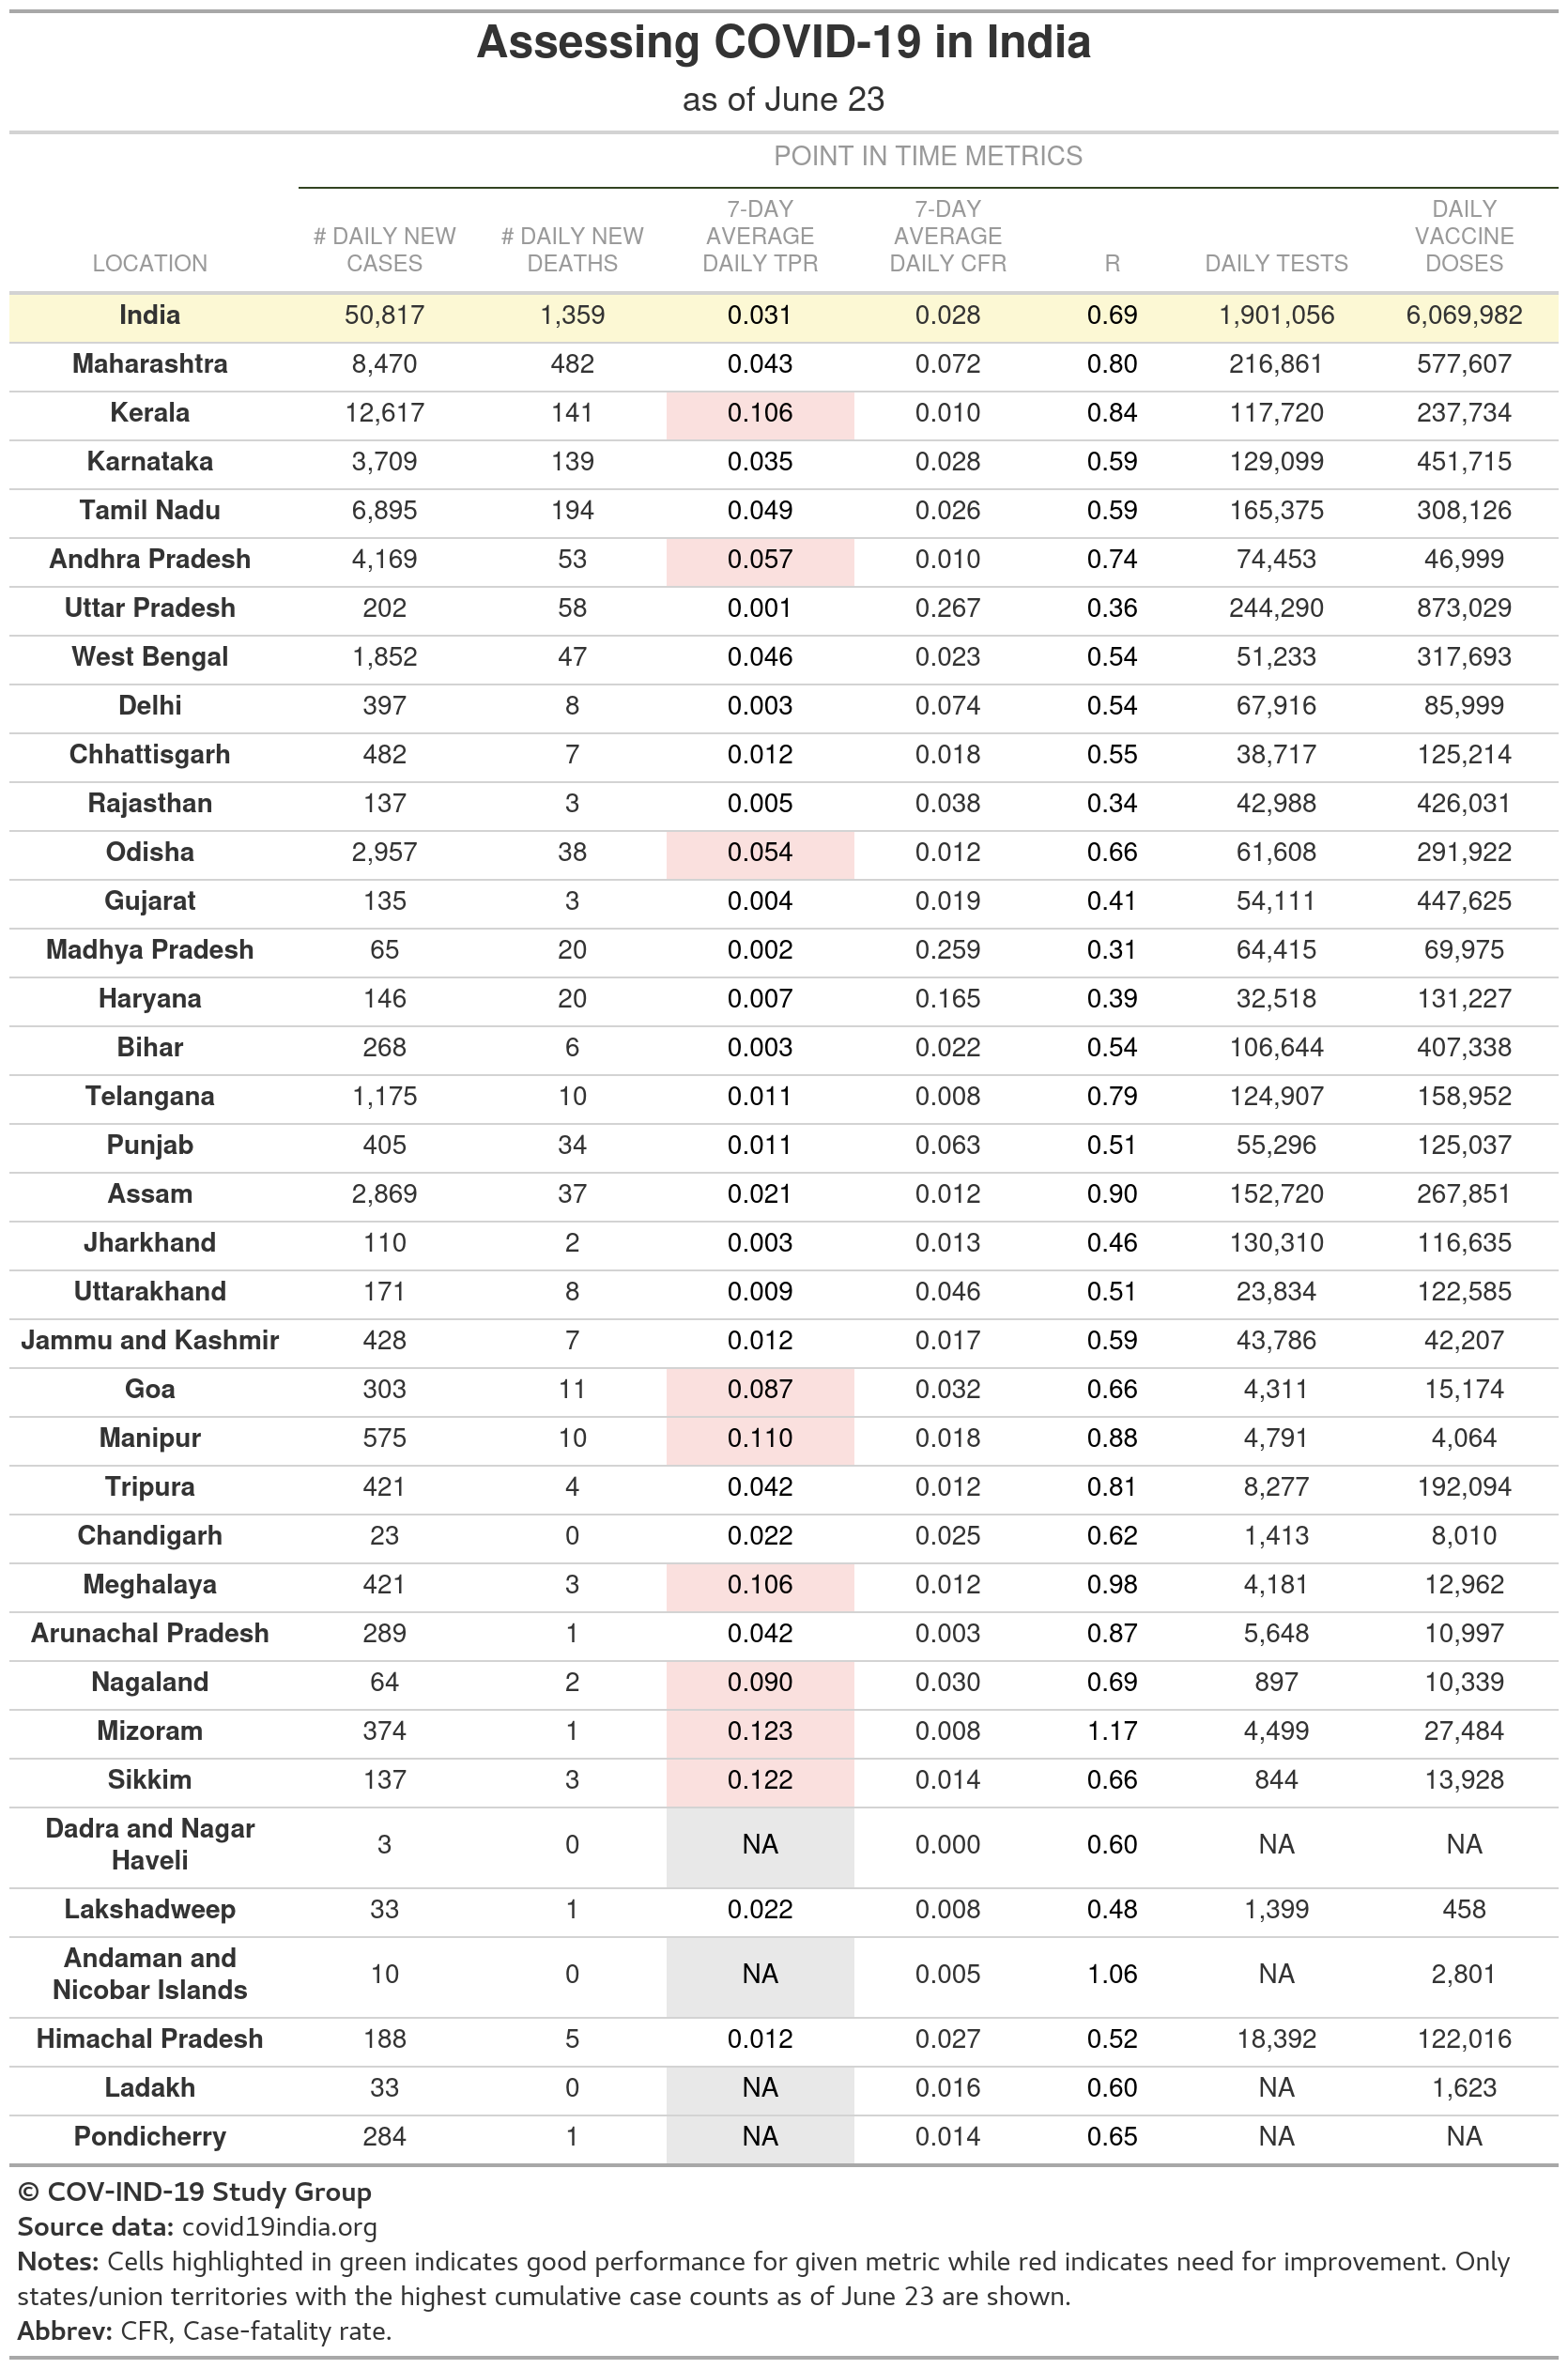 Assessing COVID-19 in India
as of June 23
POINT IN TIME METRICS
LOCATION # DAILY NEW CASES # DAILY NEW DEATHS 7-DAY AVERAGE DAILY TPR 7-DAY AVERAGE DAILY CFR R DAILY TESTS DAILY VACCINE DOSES
India 50,817 1,359 0.031 0.028 0.69 1,901,056 6,069,982
Maharashtra 8,470 482 0.043 0.072 0.80 216,861 577,607
Kerala 12,617 141 0.106 0.010 0.84 117,720 237,734
Karnataka 3,709 139 0.035 0.028 0.59 129,099 451,715
Tamil Nadu 6,895 194 0.049 0.026 0.59 165,375 308,126
Andhra Pradesh 4,169 53 0.057 0.010 0.74 74,453 46,999
Uttar Pradesh 202 58 0.001 0.267 0.36 244,290 873,029
West Bengal 1,852 47 0.046 0.023 0.54 51,233 317,693
Delhi 397 8 0.003 0.074 0.54 67,916 85,999
Chhattisgarh 482 7 0.012 0.018 0.55 38,717 125,214
Rajasthan 137 3 0.005 0.038 0.34 42,988 426,031
Odisha 2,957 38 0.054 0.012 0.66 61,608 291,922
Gujarat 135 3 0.004 0.019 0.41 54,111 447,625
Madhya Pradesh 65 20 0.002 0.259 0.31 64,415 69,975
Haryana 146 20 0.007 0.165 0.39 32,518 131,227
Bihar 268 6 0.003 0.022 0.54 106,644 407,338
Telangana 1,175 10 0.011 0.008 0.79 124,907 158,952
Punjab 405 34 0.011 0.063 0.51 55,296 125,037
Assam 2,869 37 0.021 0.012 0.90 152,720 267,851
Jharkhand 110 2 0.003 0.013 0.46 130,310 116,635
Uttarakhand 171 8 0.009 0.046 0.51 23,834 122,585
Jammu and Kashmir 428 7 0.012 0.017 0.59 43,786 42,207
Goa 303 11 0.087 0.032 0.66 4,311 15,174
Manipur 575 10 0.110 0.018 0.88 4,791 4,064
Tripura 421 4 0.042 0.012 0.81 8,277 192,094
Chandigarh 23 0 0.022 0.025 0.62 1,413 8,010
Meghalaya 421 3 0.106 0.012 0.98 4,181 12,962
Arunachal Pradesh 289 1 0.042 0.003 0.87 5,648 10,997
Nagaland 64 2 0.090 0.030 0.69 897 10,339
Mizoram 374 1 0.123 0.008 1.17 4,499 27,484
Sikkim 137 3 0.122 0.014 0.66 844 13,928
Dadra and Nagar Haveli 3 0 NA 0.000 0.60 NA NA
Lakshadweep 33 1 0.022 0.008 0.48 1,399 458
Andaman and Nicobar Islands 10 0 NA 0.005 1.06 NA 2,801
Himachal Pradesh 188 5 0.012 0.027 0.52 18,392 122,016
Ladakh 33 0 NA 0.016 0.60 NA 1,623
Pondicherry 284 1 NA 0.014 0.65 NA NA
© COV-IND-19 Study Group
Source data: covid19india.org
Notes: Cells highlighted in green indicates good performance for given metric while red indicates need for improvement. Only
states/union territories with the highest cumulative case counts as of June 23 are shown.
Abbrev: CFR, Case-fatality rate.